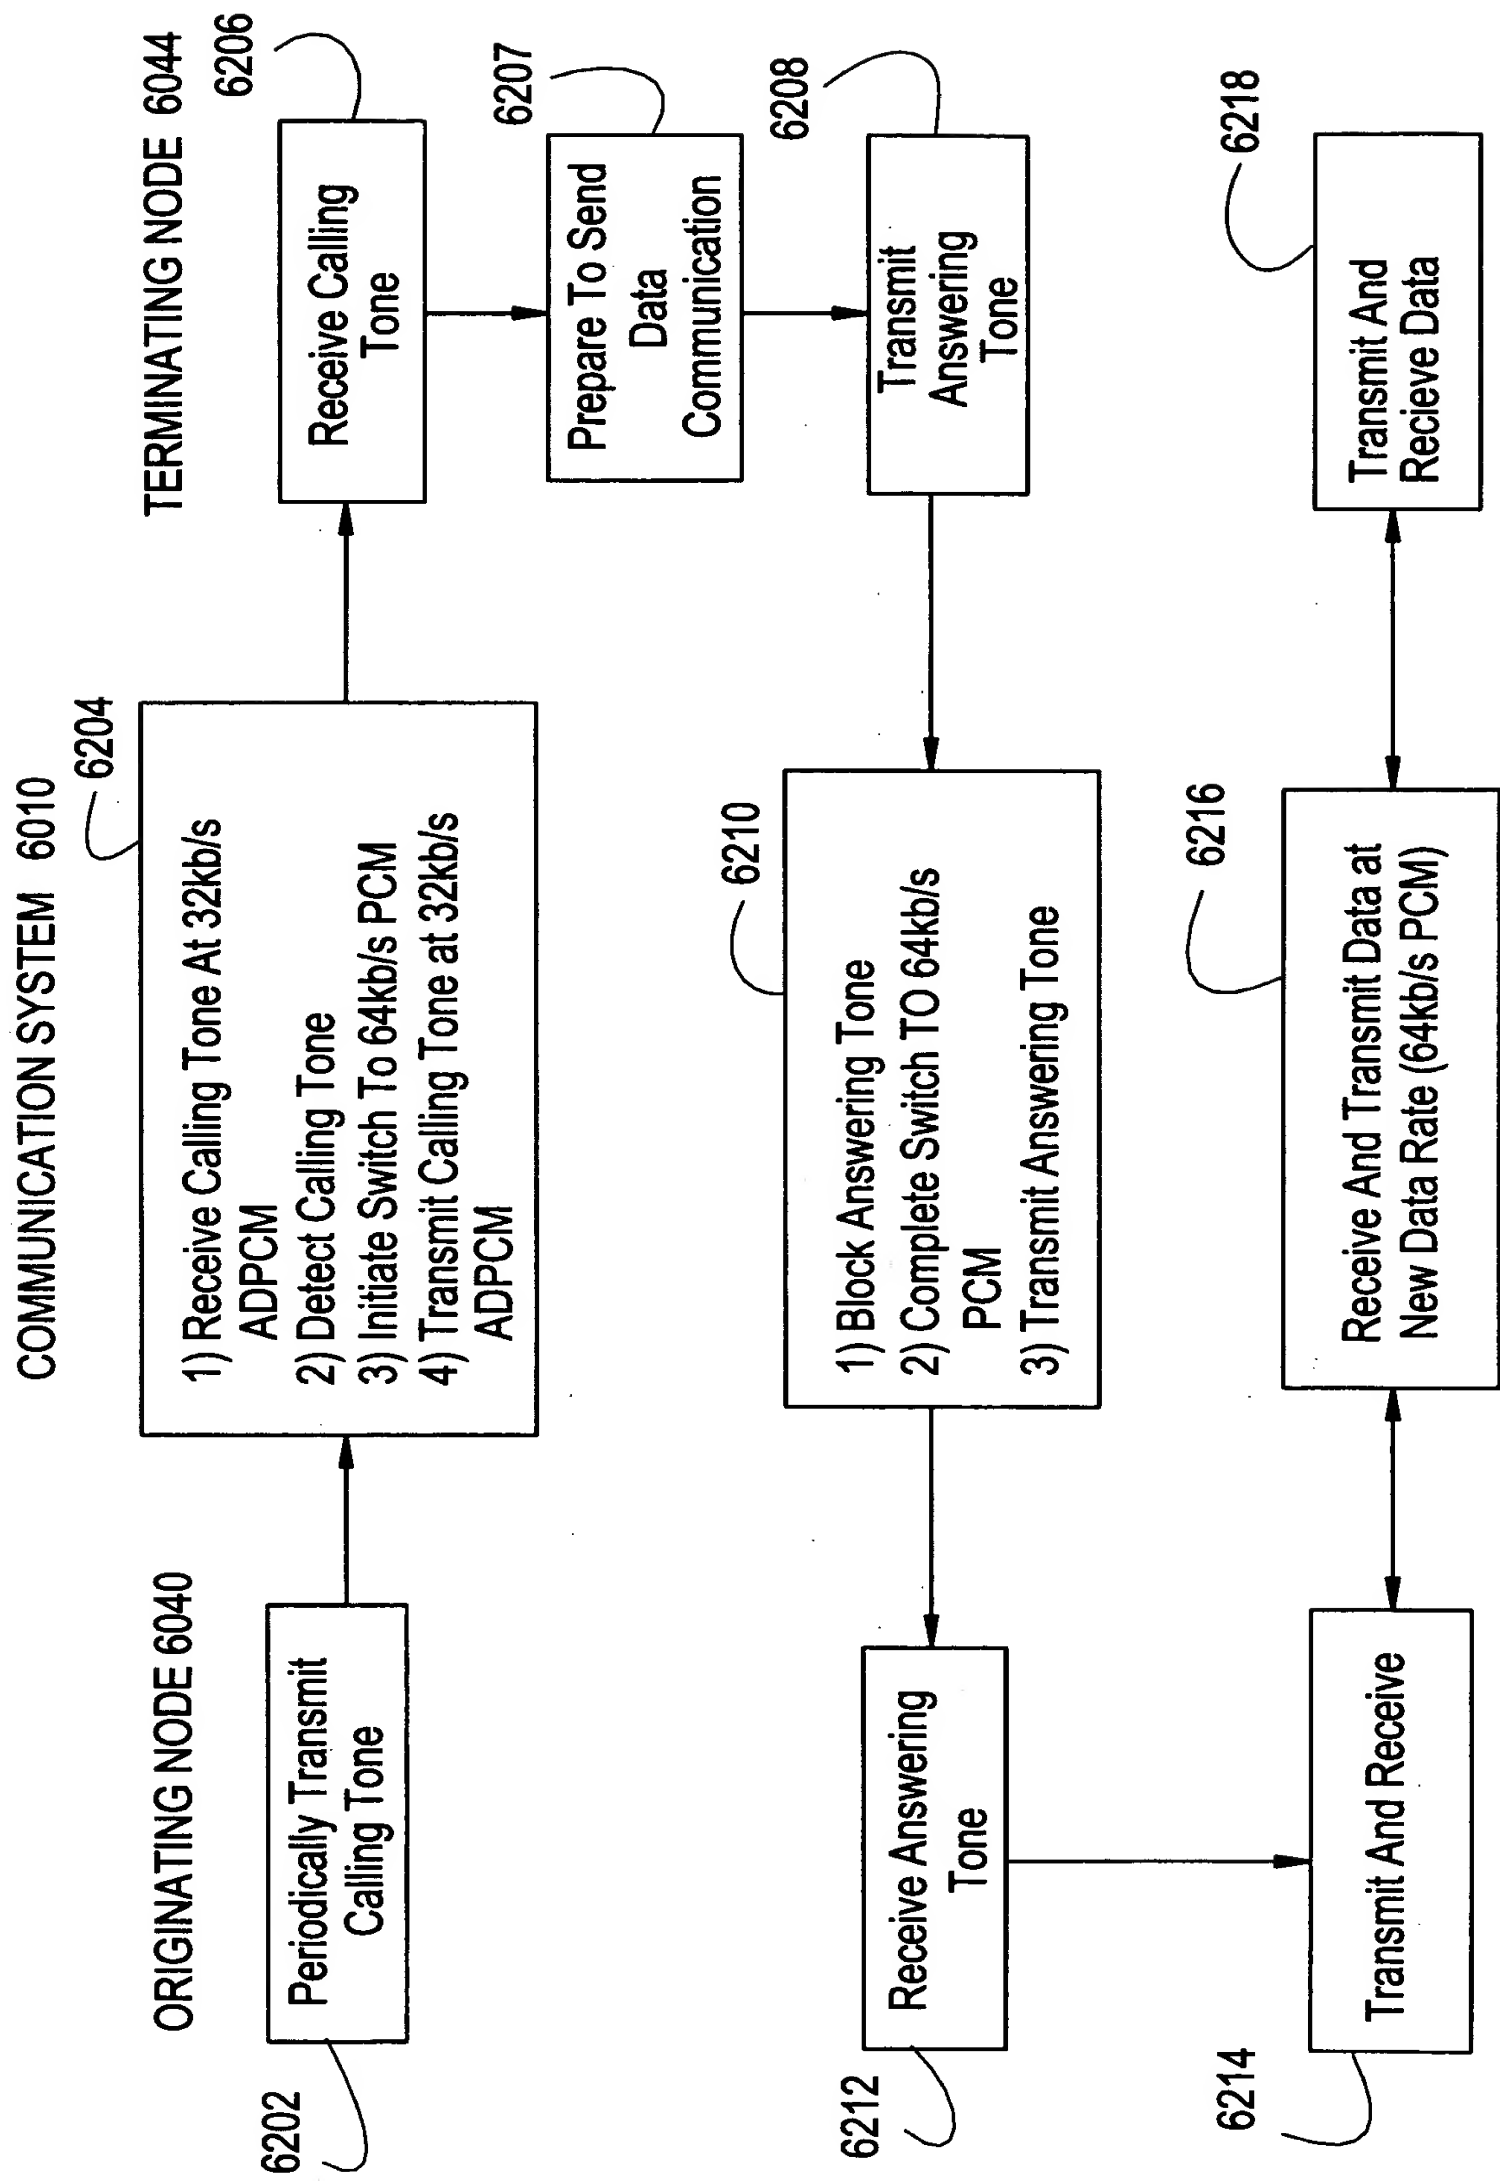 COMMUNICATION SYSTEM 6010
ORIGINATING NODE 6040
TERMINATING NODE 6044
6202
Periodically Transmit
Calling Tone
6204
1) Receive Calling Tone At 32kb/s
ADPCM
2) Detect Calling Tone
3) Initiate Switch To 64kb/s PCM
4) Transmit Calling Tone at 32kb/s
ADPCM
6206
Receive Calling
Tone
6207
Prepare To Send
Data
Communication
6208
Transmit
Answering
Tone
6210
1) Block Answering Tone
2) Complete Switch TO 64kb/s
PCM
3) Transmit Answering Tone
6212
Receive Answering
Tone
6214
Transmit And Receive
6216
Receive And Transmit Data at
New Data Rate (64kb/s PCM)
6218
Transmit And
Recieve Data